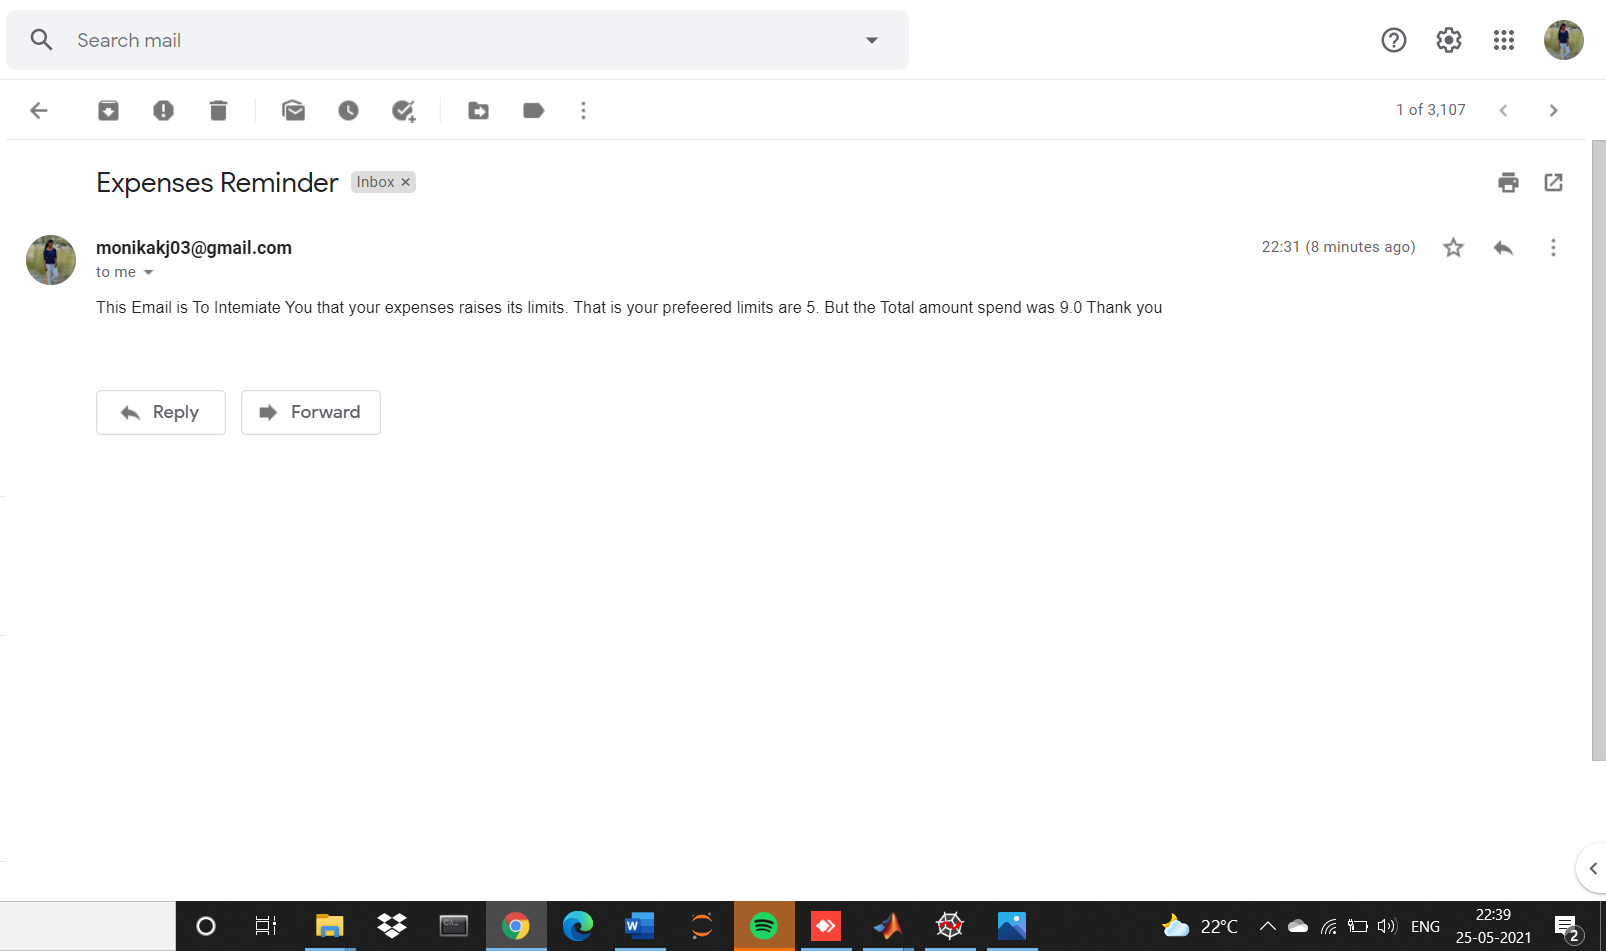 Search mail
1 of 3,107
Expenses Reminder Inbox ×
monikakj03@gmail.com 22:31 (8 minutes ago)
to me
This Email is To Intemiate You that your expenses raises its limits. That is your prefeered limits are 5. But the Total amount spend was 9.0 Thank you
Reply Forward
22°C ENG 22:39
25-05-2021
2